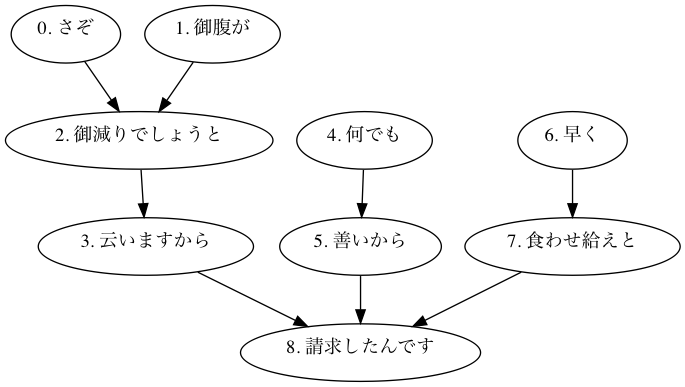 0. さぞ
1. 御腹が
2. 御減りでしょうと
4. 何でも
6. 早く
3. 云いますから
5. 善いから
7. 食わせ給えと
8. 請求したんです